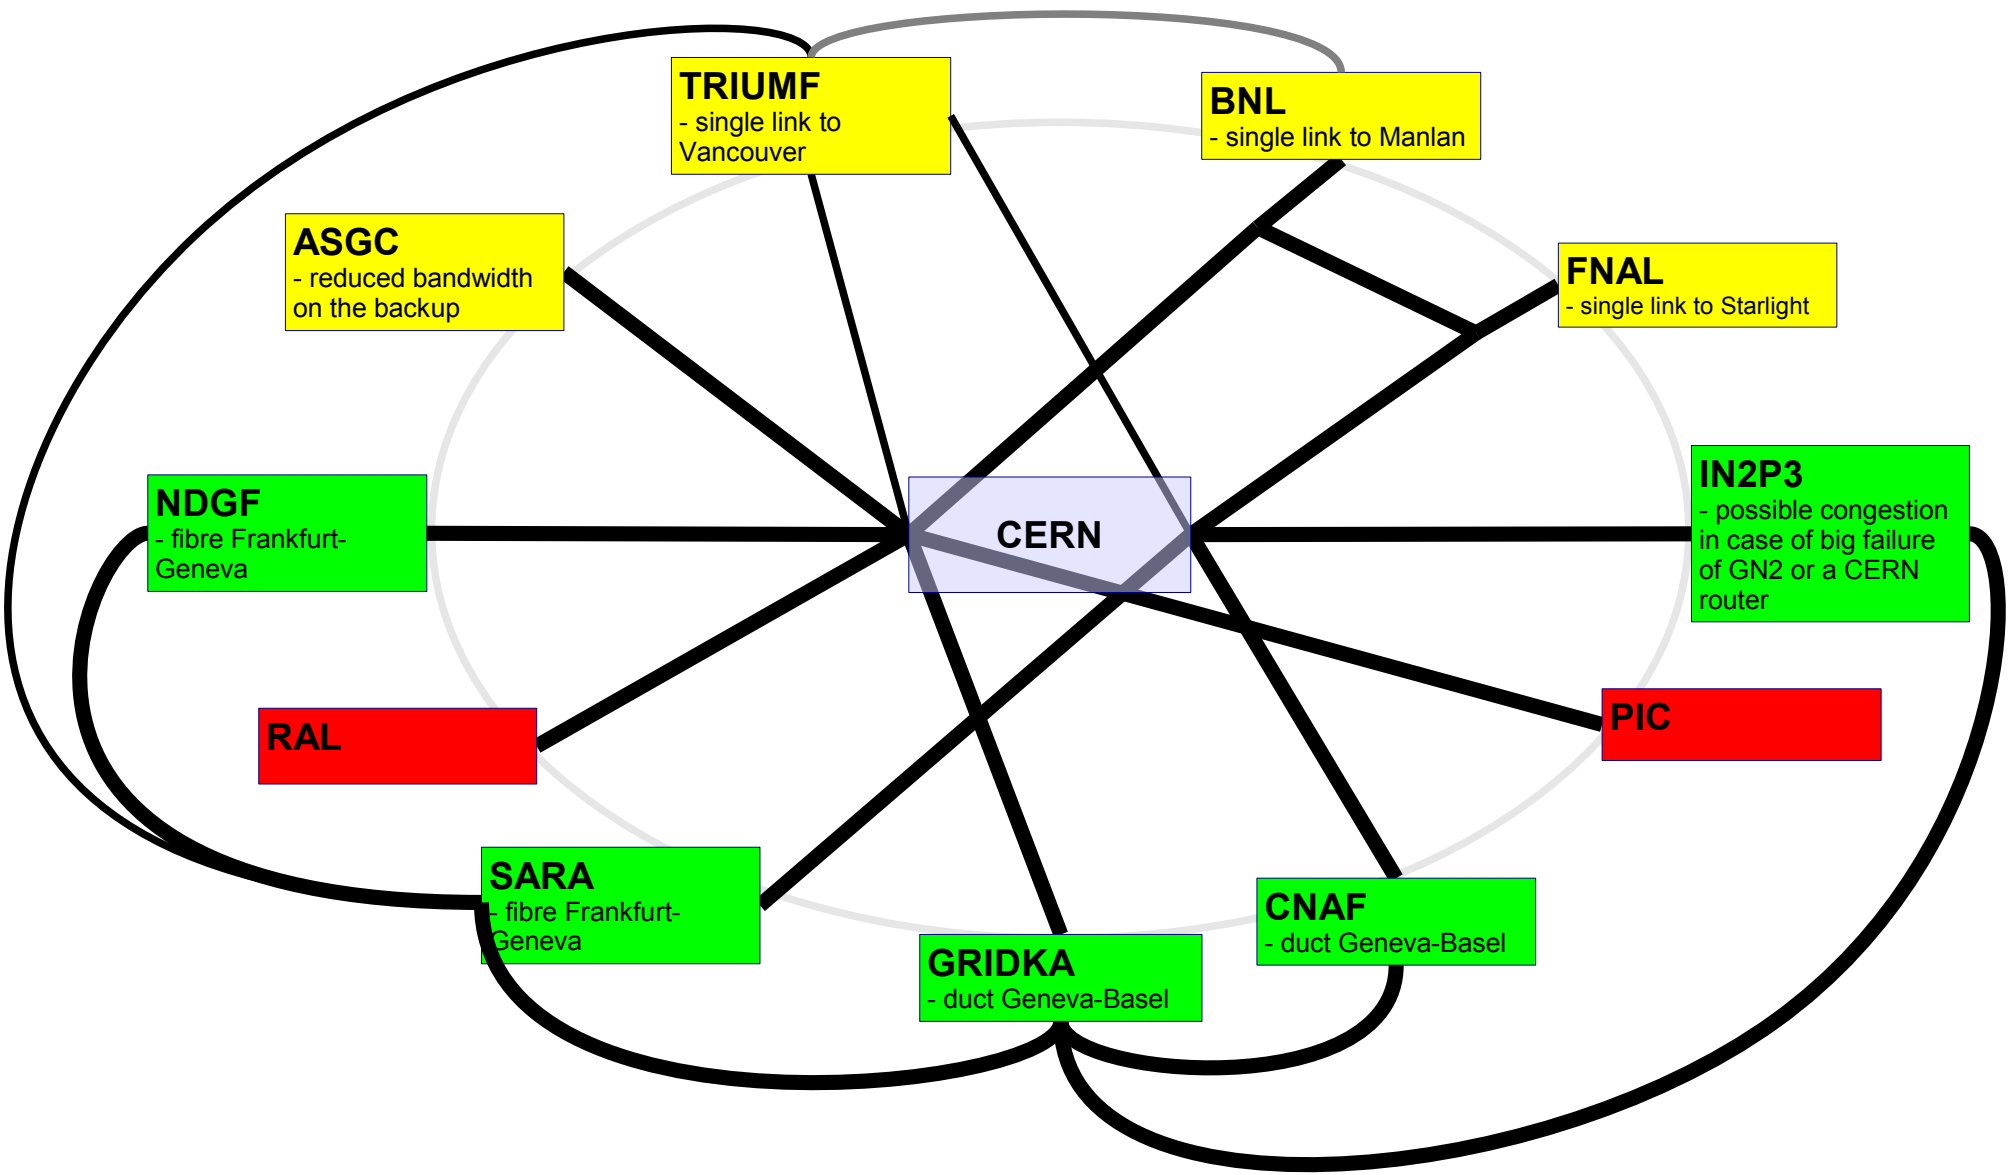 TRIUMF
- single link to
Vancouver
BNL
- single link to Manlan
ASGC
- reduced bandwidth
on the backup
FNAL
- single link to Starlight
NDGF
- fibre Frankfurt-
Geneva
CERN
IN2P3
- possible congestion
in case of big failure
of GN2 or a CERN
router
RAL
PIC
SARA
- fibre Frankfurt-
Geneva
GRIDKA
- duct Geneva-Basel
CNAF
- duct Geneva-Basel